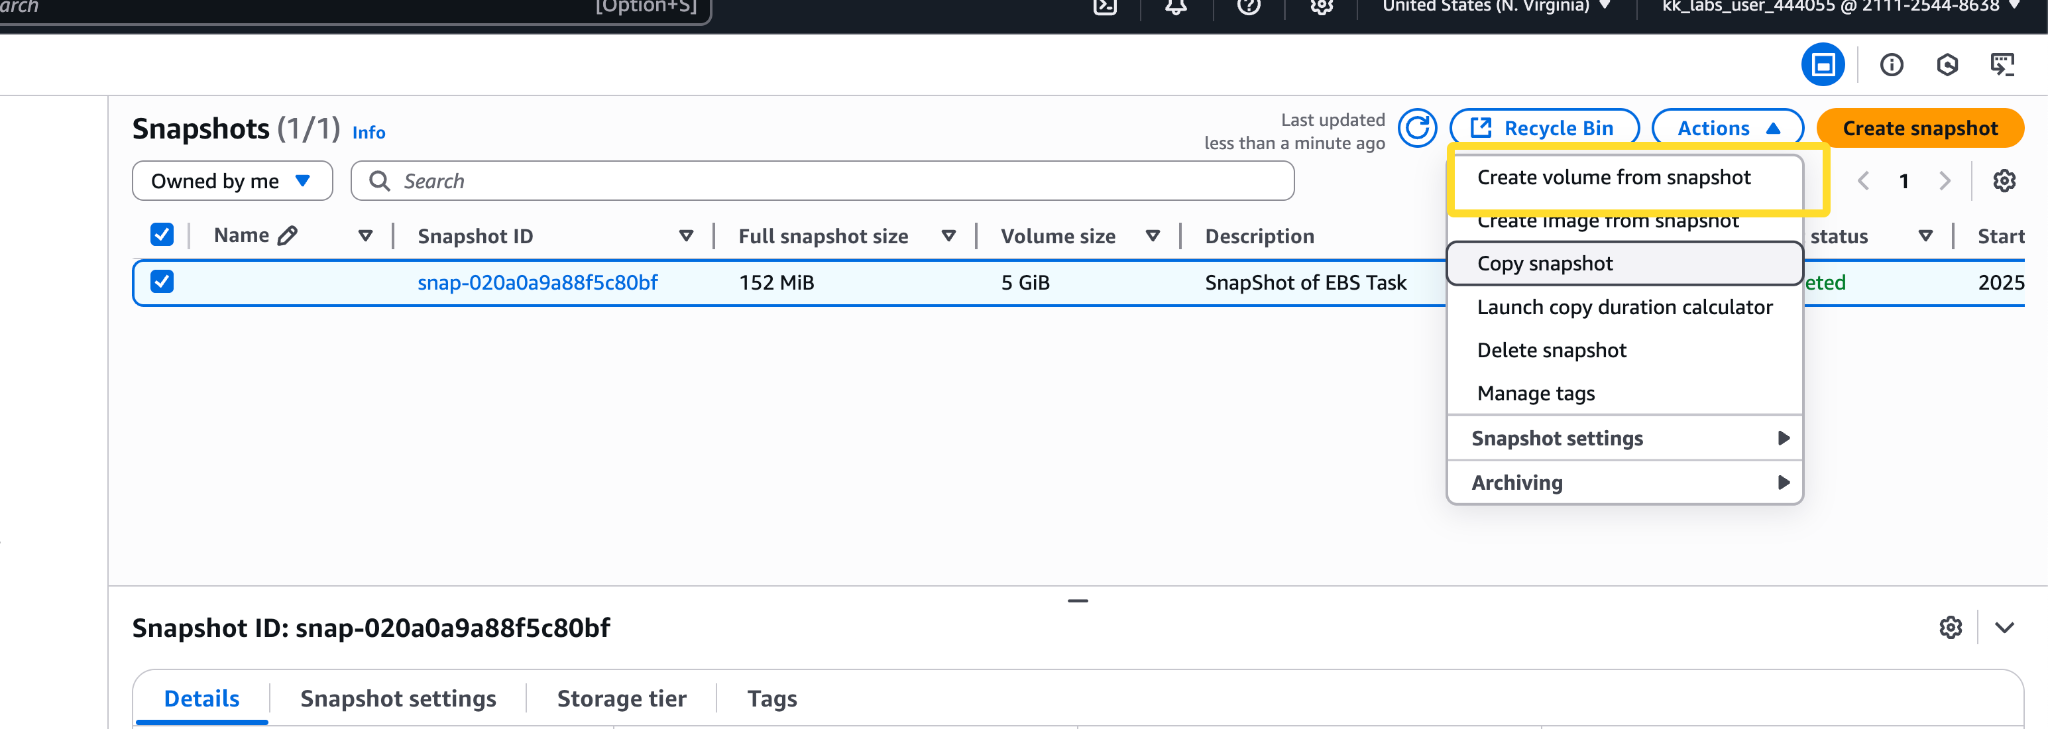 arch [Option+S] United States (N. Virginia) kk_labs_user_444055 @ 2111-2544-8638
Snapshots (1/1) Info
Last updated
less than a minute ago
Recycle Bin
Actions
Create snapshot
Owned by me
Search
1
Name Snapshot ID Full snapshot size Volume size Description status Start
snap-020a0a9a88f5c80bf 152 MiB 5 GiB SnapShot of EBS Task eted 2025
Create volume from snapshot
Create image from snapshot
Copy snapshot
Launch copy duration calculator
Delete snapshot
Manage tags
Snapshot settings
Archiving
Snapshot ID: snap-020a0a9a88f5c80bf
Details Snapshot settings Storage tier Tags